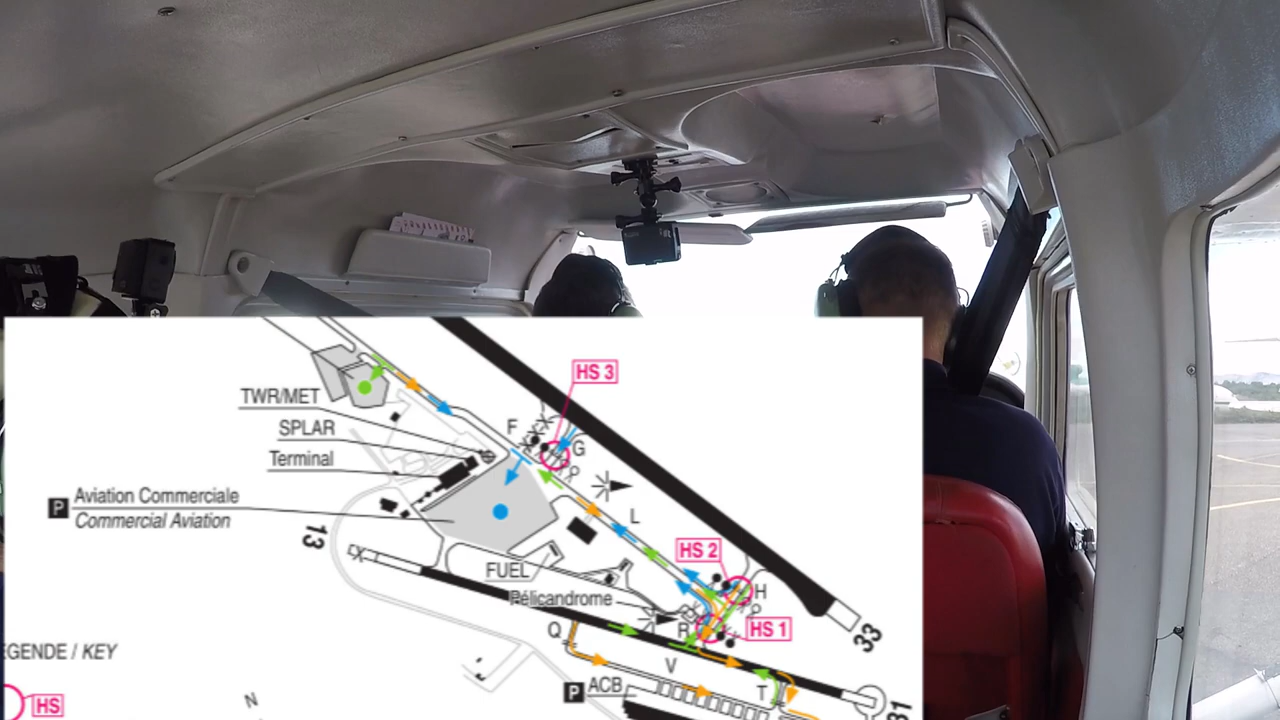 HS 3
TWR/MET
F
SPLAR
G
Terminal
P
Aviation Commerciale
Commercial Aviation
L
13
HS 2
FUEL
H
Pélicandrome
HS 1
Q
R
33
V
EGENDE / KEY
P ACB
T
HS
N
31